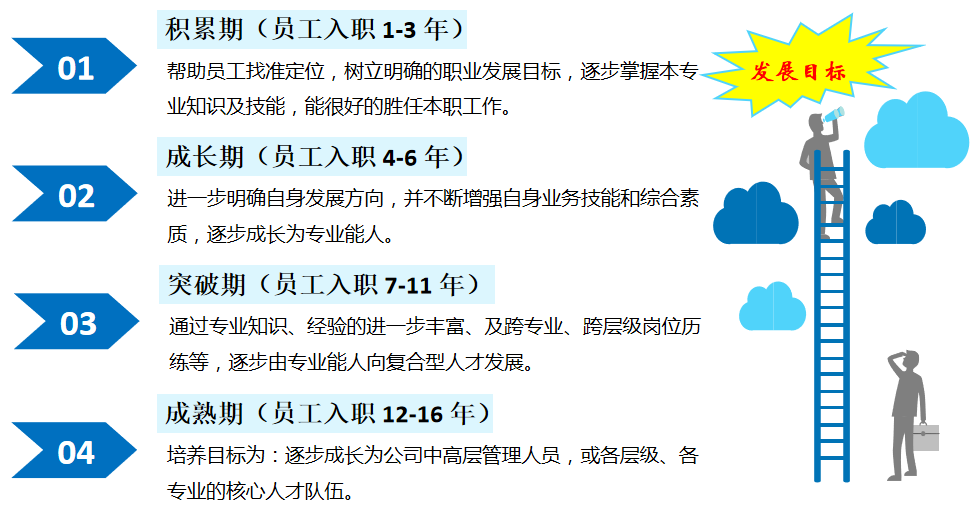 01
积累期（员工入职 1-3 年）
帮助员工找准定位，树立明确的职业发展目标，逐步掌握本专
业知识及技能，能很好的胜任本职工作。
02
成长期（员工入职 4-6 年）
进一步明确自身发展方向，并不断增强自身业务技能和综合素
质，逐步成长为专业能人。
03
突破期（员工入职 7-11 年）
通过专业知识、经验的进一步丰富、及跨专业、跨层级岗位历
练等，逐步由专业能人向复合型人才发展。
04
成熟期（员工入职 12-16 年）
培养目标为：逐步成长为公司中高层管理人员，或各层级、各
专业的核心人才队伍。
发展目标